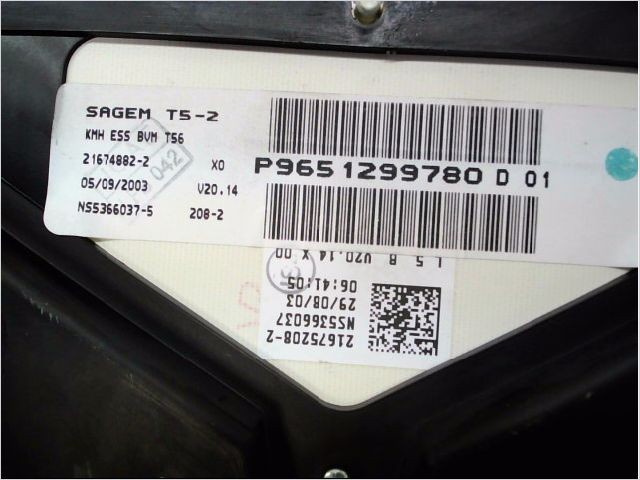 SAGEM T5-2
KMH ESS BVM T56
21674882-2 X0
05/09/2003 V20.14
NS5366037-5 208-2
042
P9651299780 D 01
21675208-2
NS5366037
29/08/03
06:41:05
L 5 8 V20.14 X 00